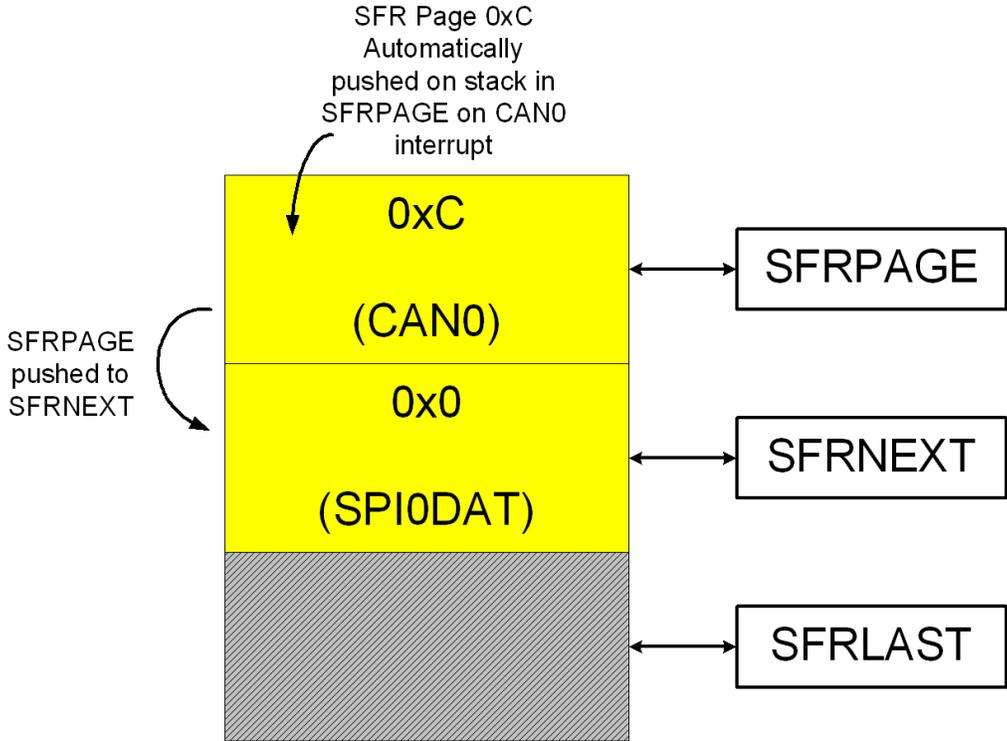 SFR Page 0xC
Automatically
pushed on stack in
SFRPAGE on CAN0
interrupt
0xC
(CAN0)
SFRPAGE
SFRPAGE
pushed to
SFRNEXT
0x0
(SPI0DAT)
SFRNEXT
SFRLAST